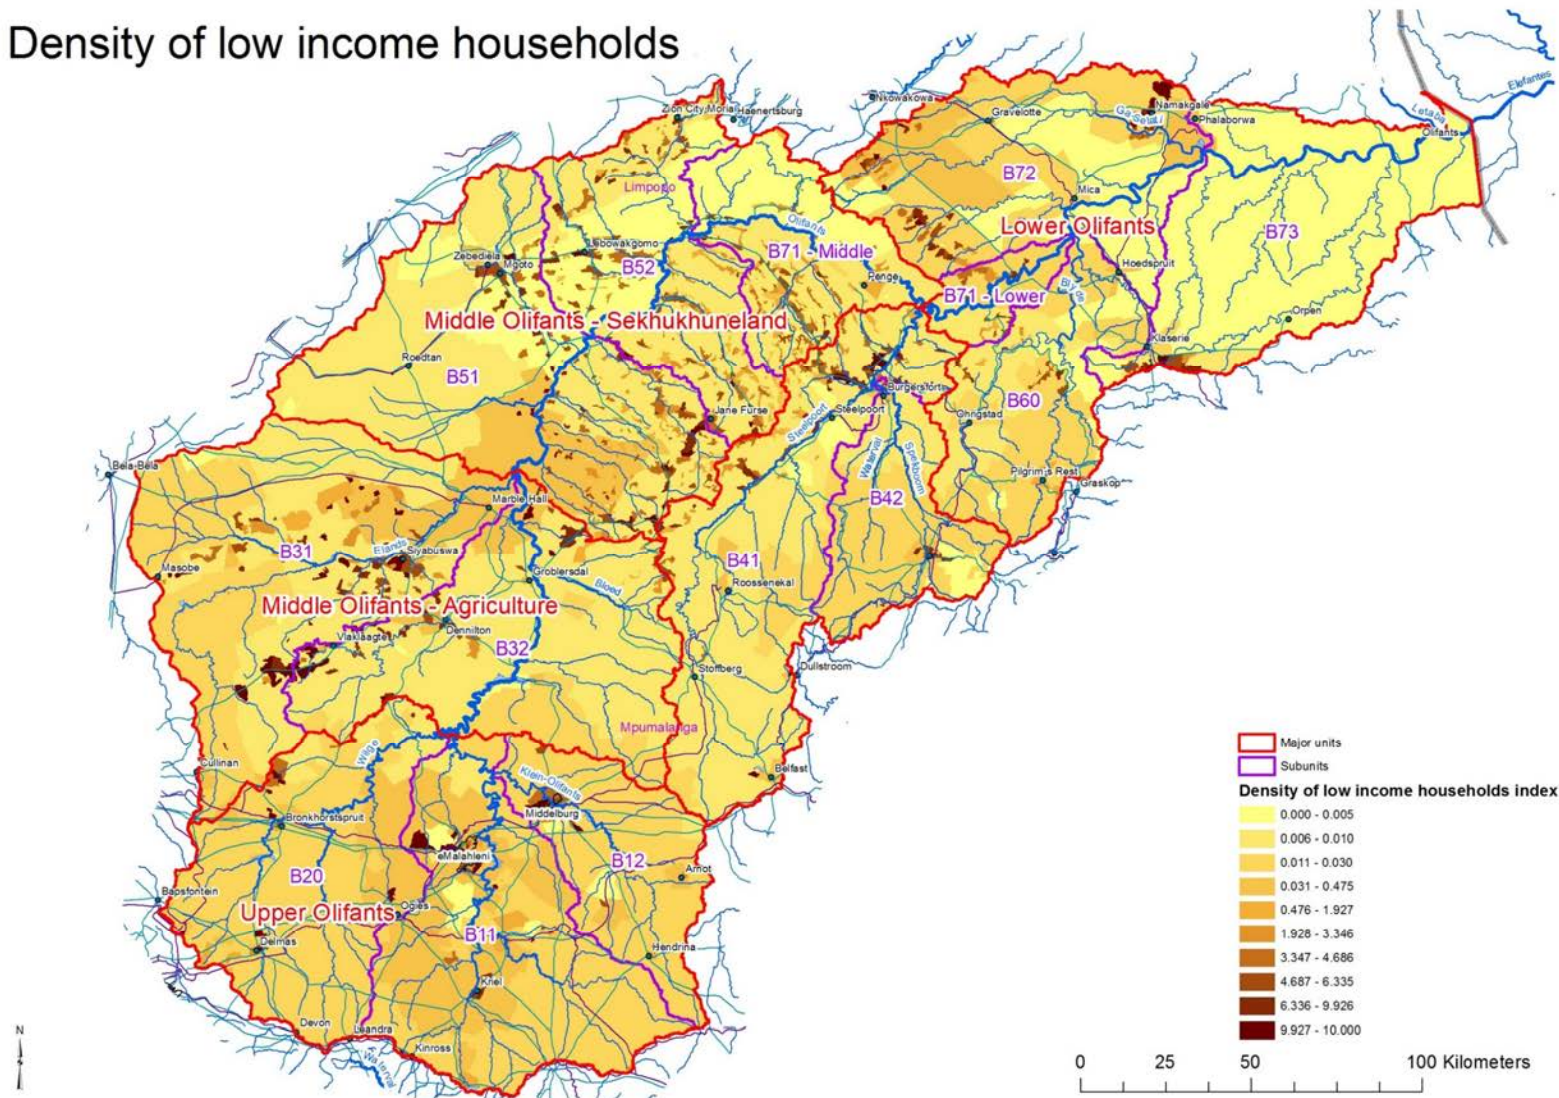 Density of low income households
Zion City Moria
Haenertsburg
Nkowakowa
Gravelotte
Ga-Selati
Namakgale
Phalaborwa
Letaba
Elefantes
Olifants
Limpopo
B72
Mica
Lower Olifants
B73
Olifants
Lebowakgomo
Zebediela
Mgoto
B52
B71 - Middle
Penge
Hoedspruit
B71 - Lower
Blyde
Orpen
Middle Olifants - Sekhukhuneland
Klaserie
Roedtan
B51
Burgersfort
B60
Jane Furse
Steelpoort
Steelpoort
Ohrigstad
Bela-Bela
Waterval
Spekboom
Pilgrim's Rest
Graskop
Marble Hall
B42
B31
Elands
Siyabuswa
B41
Masobe
Groblersdal
Bloed
Roossenekal
Middle Olifants - Agriculture
Dennilton
Vlaklaagte
B32
Stoffberg
Dullstroom
Mpumalanga
Wilge
Cullinan
Klein-Olifants
Belfast
Bronkhorstspruit
Middelburg
eMalahleni
B12
B20
Arnot
Bapsfontein
Upper Olifants
Ogies
B11
Delmas
Hendrina
Kriel
Devon
Leandra
Kinross
Waterval
N
Major units
Subunits
Density of low income households index
0.000 - 0.005
0.006 - 0.010
0.011 - 0.030
0.031 - 0.475
0.476 - 1.927
1.928 - 3.346
3.347 - 4.686
4.687 - 6.335
6.336 - 9.926
9.927 - 10.000
0 25 50 100 Kilometers